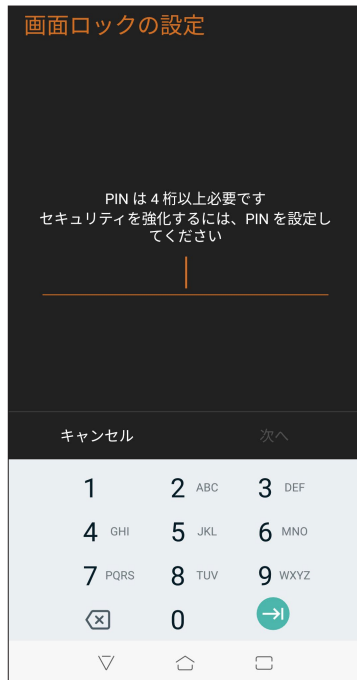 画面ロックの設定
PIN は 4 桁以上必要です
セキュリティを強化するには、PIN を設定し
てください
キャンセル 次へ
1 2 ABC 3 DEF
4 GHI 5 JKL 6 MNO
7 PQRS 8 TUV 9 WXYZ
0